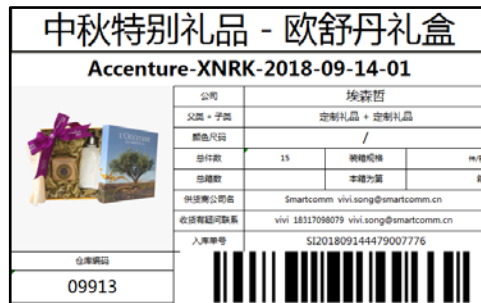 中秋特别礼品 - 欧舒丹礼盒
Accenture-XNRK-2018-09-14-01
公司 埃森哲
父类 + 子类 定制礼品 + 定制礼品
颜色尺码 /
总件数 15 装箱规格 件/
总箱数 本箱为第
供货商公司名 Smartcomm vivi.song@smartcomm.cn
收货有疑问联系 vivi 18317098079 vivi.song@smartcomm.cn
入库单号 SI201809144479007776
L'OCCITANE
仓库编码
09913